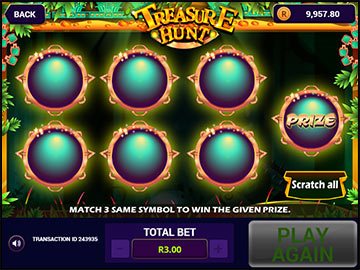 BACK
TREASURE
HUNT
R 9,957.80
PRIZE
Scratch all
MATCH 3 SAME SYMBOL TO WIN THE GIVEN PRIZE.
TRANSACTION ID 243935
TOTAL BET
- R3.00 +
PLAY
AGAIN